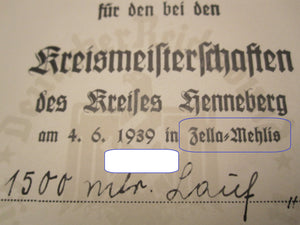 für den bei den
Kreismeisterschaften
des Kreises Henneberg
am 4. 6. 1939 in Zella-Mehlis
1500 mtr. Lauf "